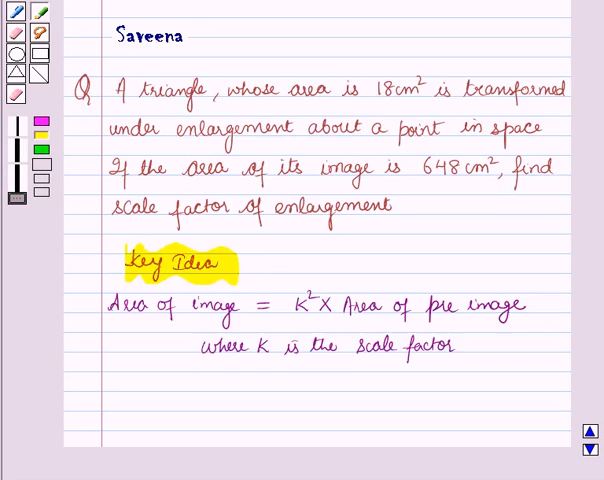 Saveena
Q A triangle, whose area is 18cm² is transformed
under enlargement about a point in space
If the area of its image is 648cm², find
scale factor of enlargement
Key Idea
Area of image = K² X Area of pre image
where K is the scale factor